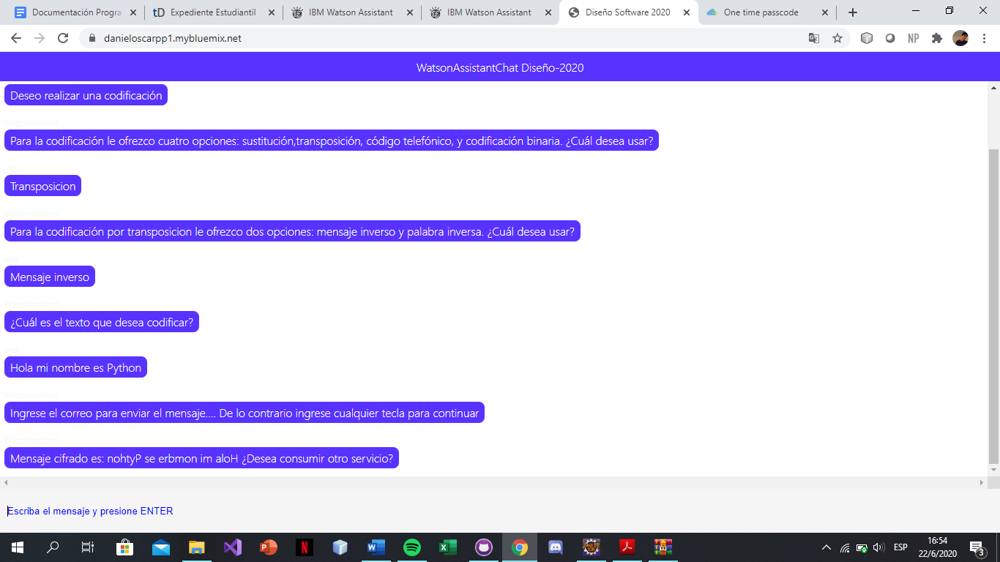 Documentación Progra
Expediente Estudiantil
IBM Watson Assistant
IBM Watson Assistant
Diseño Software 2020
One time passcode
danieloscarpp1.mybluemix.net
NP
WatsonAssistantChat Diseño-2020
Deseo realizar una codificación
WatsonAssistant
Para la codificación le ofrezco cuatro opciones: sustitución,transposición, código telefónico, y codificación binaria. ¿Cuál desea usar?
User
Transposicion
WatsonAssistant
Para la codificación por transposicion le ofrezco dos opciones: mensaje inverso y palabra inversa. ¿Cuál desea usar?
User
Mensaje inverso
WatsonAssistant
¿Cuál es el texto que desea codificar?
User
Hola mi nombre es Python
WatsonAssistant
Ingrese el correo para enviar el mensaje.... De lo contrario ingrese cualquier tecla para continuar
WatsonAssistant
Mensaje cifrado es: nohtyP se erbmon im aloH ¿Desea consumir otro servicio?
Escriba el mensaje y presione ENTER
ESP
16:54
22/6/2020
3